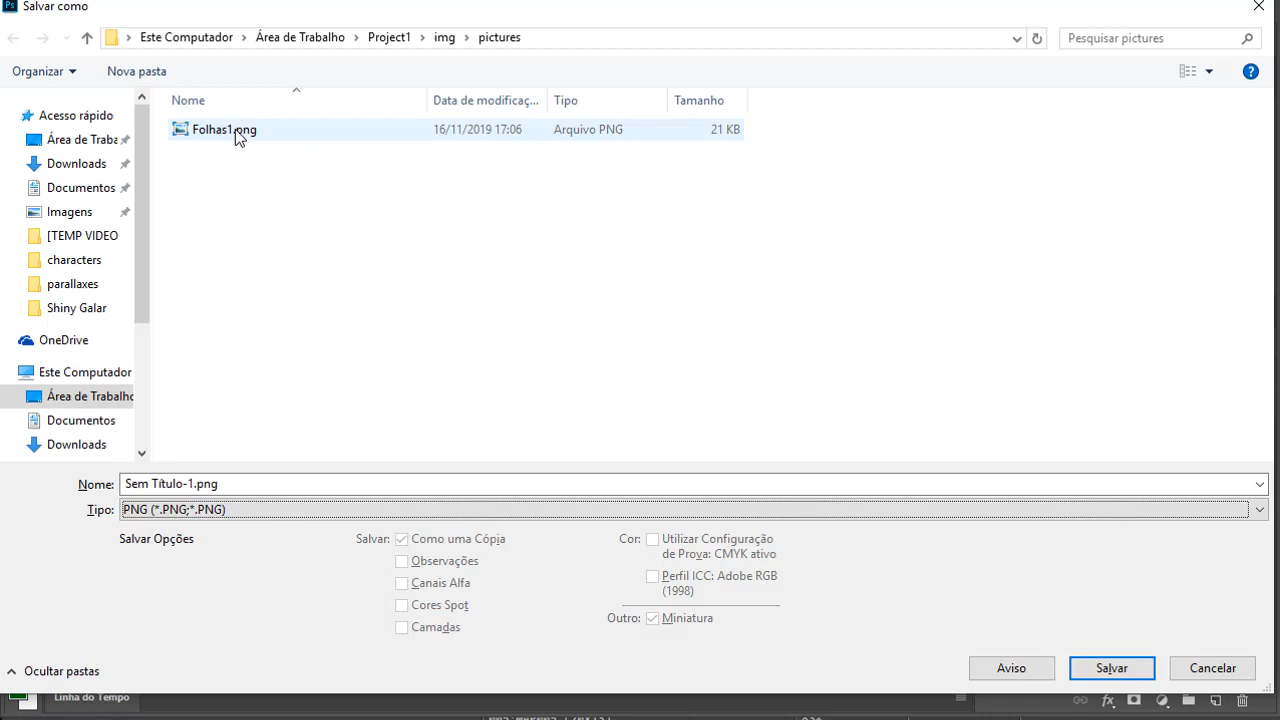 Ps Salvar como
Este Computador > Área de Trabalho > Project1 > img > pictures
Pesquisar pictures
Organizar
Nova pasta
Nome
Data de modificaç...
Tipo
Tamanho
Folhas1.png
16/11/2019 17:06
Arquivo PNG
21 KB
Acesso rápido
Área de Traba
Downloads
Documentos
Imagens
[TEMP VIDEO
characters
parallaxes
Shiny Galar
OneDrive
Este Computador
Área de Trabalho
Documentos
Downloads
Nome: Sem Título-1.png
Tipo: PNG (*.PNG;*.PNG)
Salvar Opções
Salvar:
Como uma Cópia
Observações
Canais Alfa
Cores Spot
Camadas
Cor:
Utilizar Configuração
de Prova: CMYK ativo
Perfil ICC: Adobe RGB
(1998)
Outro:
Miniatura
Ocultar pastas
Aviso
Salvar
Cancelar
Linha do Tempo
fx